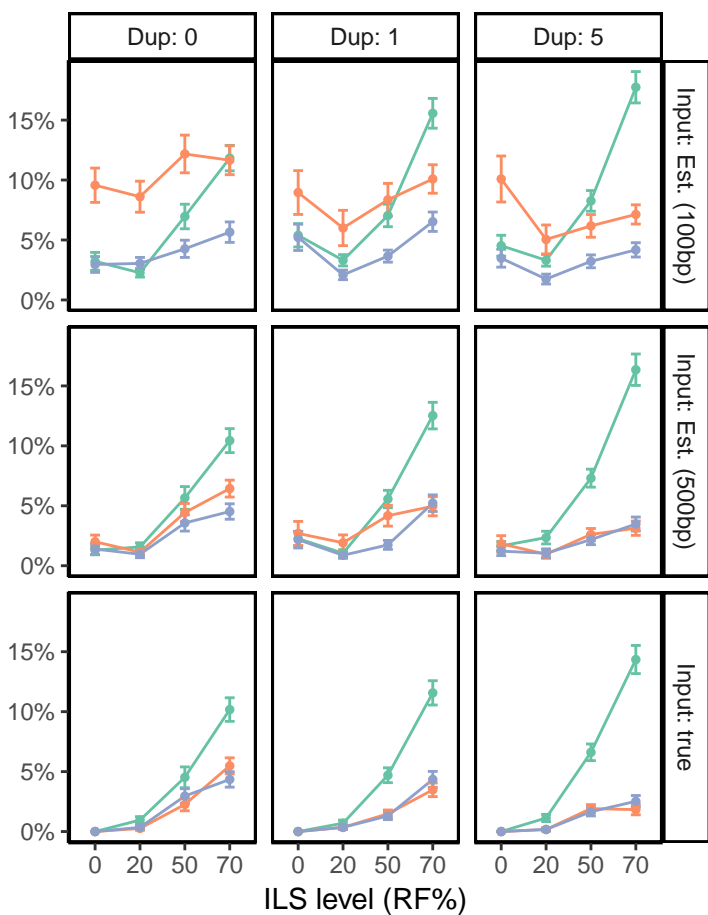 Dup: 0
Dup: 1
Dup: 5
15%
10%
5%
0%
Input: Est. (100bp)
15%
10%
5%
0%
Input: Est. (500bp)
15%
10%
5%
0%
Input: true
0 20 50 70
0 20 50 70
0 20 50 70
ILS level (RF%)